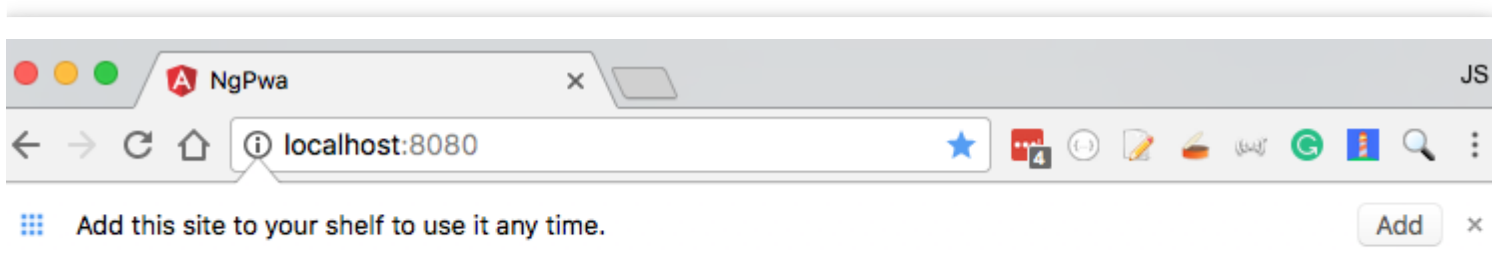 NgPwa
JS
localhost:8080
4
Add this site to your shelf to use it any time.
Add